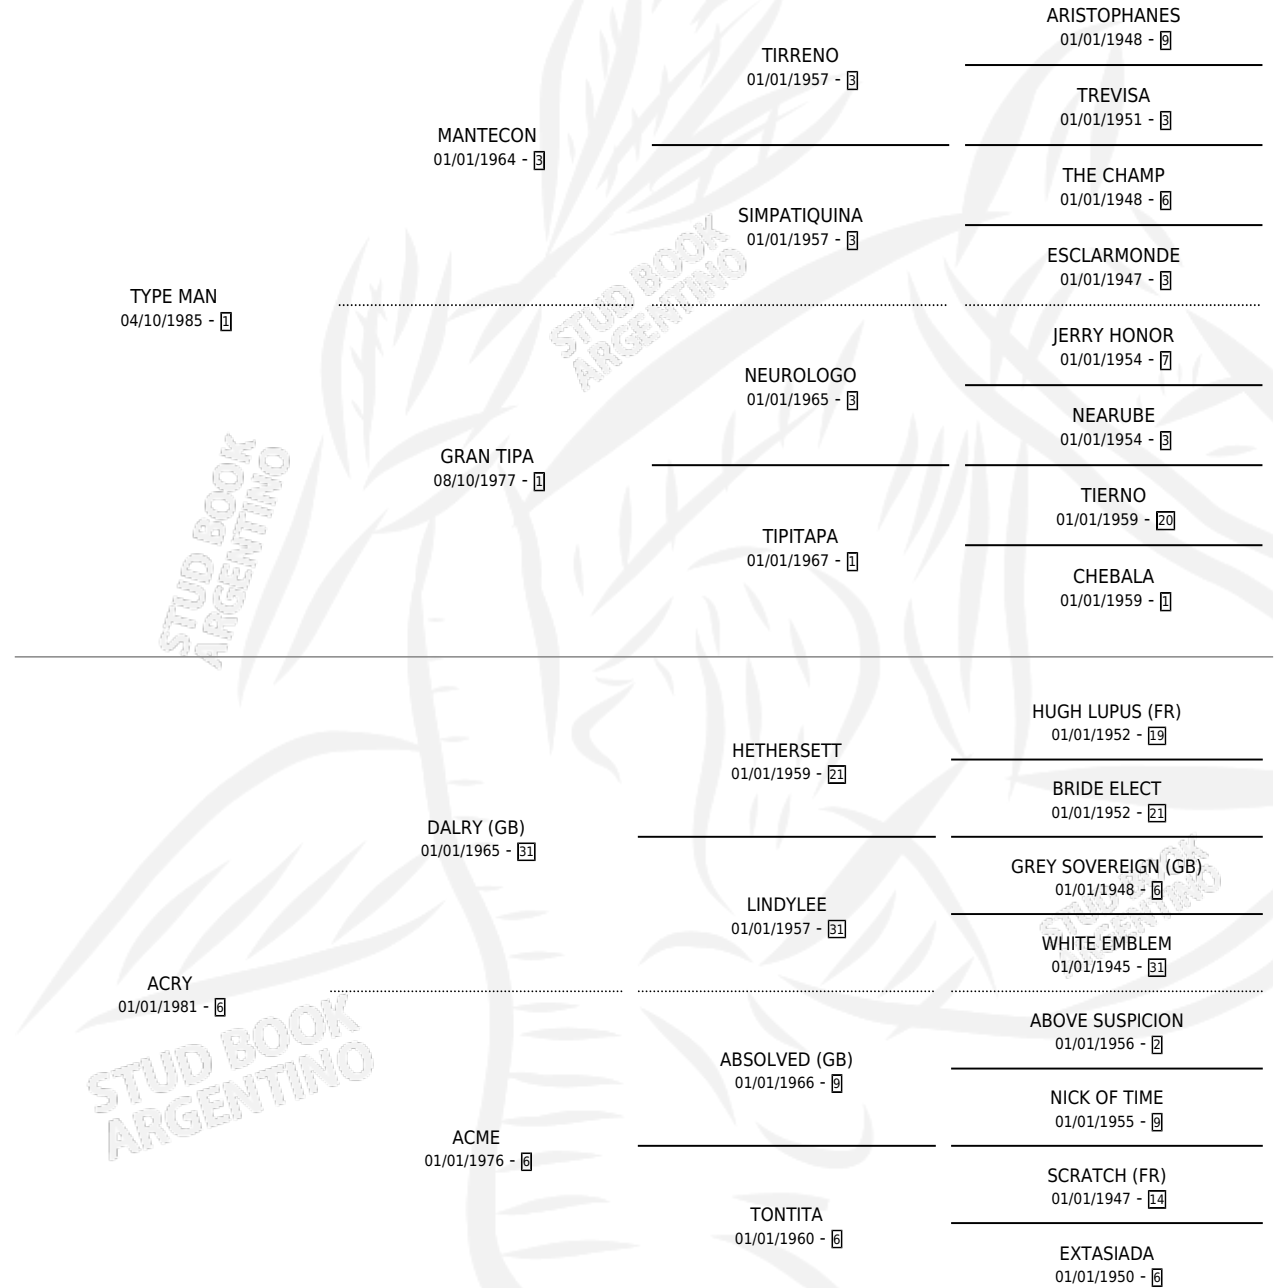 ARISTOPHANES
01/01/1948 - 9
TIRRENO
01/01/1957 - 3
TREVISA
01/01/1951 - 3
MANTECON
01/01/1964 - 3
THE CHAMP
01/01/1948 - 6
SIMPATIQUINA
01/01/1957 - 3
ESCLARMONDE
01/01/1947 - 3
TYPE MAN
04/10/1985 - 1
STUD BOOK
ARGENTINO
JERRY HONOR
01/01/1954 - 7
NEUROLOGO
01/01/1965 - 3
NEARUBE
01/01/1954 - 3
GRAN TIPA
08/10/1977 - 1
TIERNO
01/01/1959 - 20
TIPITAPA
01/01/1967 - 1
CHEBALA
01/01/1959 - 1
STUD BOOK
ARGENTINO
HUGH LUPUS (FR)
01/01/1952 - 19
HETHERSETT
01/01/1959 - 21
BRIDE ELECT
01/01/1952 - 21
DALRY (GB)
01/01/1965 - 31
GREY SOVEREIGN (GB)
01/01/1948 - 6
LINDYLEE
01/01/1957 - 31
WHITE EMBLEM
01/01/1945 - 31
STUD BOOK
ARGENTINO
ACRY
01/01/1981 - 6
ABOVE SUSPICION
01/01/1956 - 2
ABSOLVED (GB)
01/01/1966 - 9
NICK OF TIME
01/01/1955 - 9
STUD BOOK
ARGENTINO
ACME
01/01/1976 - 6
SCRATCH (FR)
01/01/1947 - 14
TONTITA
01/01/1960 - 6
EXTASIADA
01/01/1950 - 6